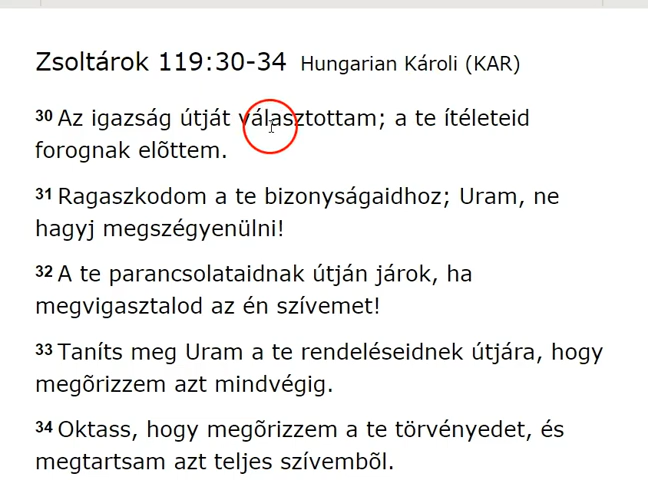 Zsoltárok 119:30-34 Hungarian Károli (KAR)
30 Az igazság útját választottam; a te ítéleteid
forognak elõttem.
31 Ragaszkodom a te bizonyságaidhoz; Uram, ne
hagyj megszégyenülni!
32 A te parancsolataidnak útján járok, ha
megvigasztalod az én szívemet!
33 Taníts meg Uram a te rendeléseidnek útjára, hogy
megõrizzem azt mindvégig.
34 Oktass, hogy megõrizzem a te törvényedet, és
megtartsam azt teljes szívembõl.